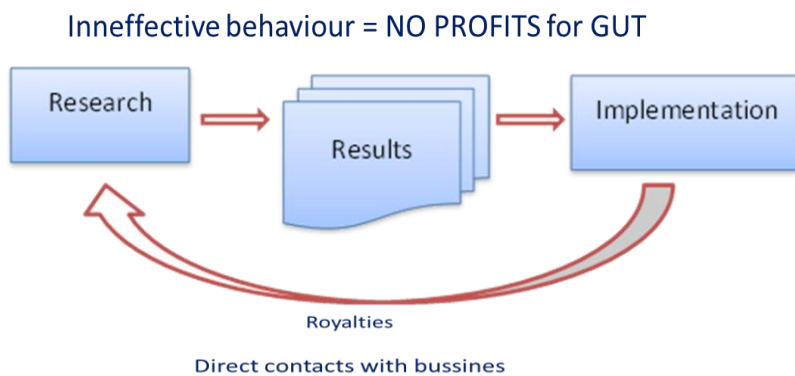 Inneffective behaviour = NO PROFITS for GUT
Research
Results
Implementation
Royalties
Direct contacts with bussines